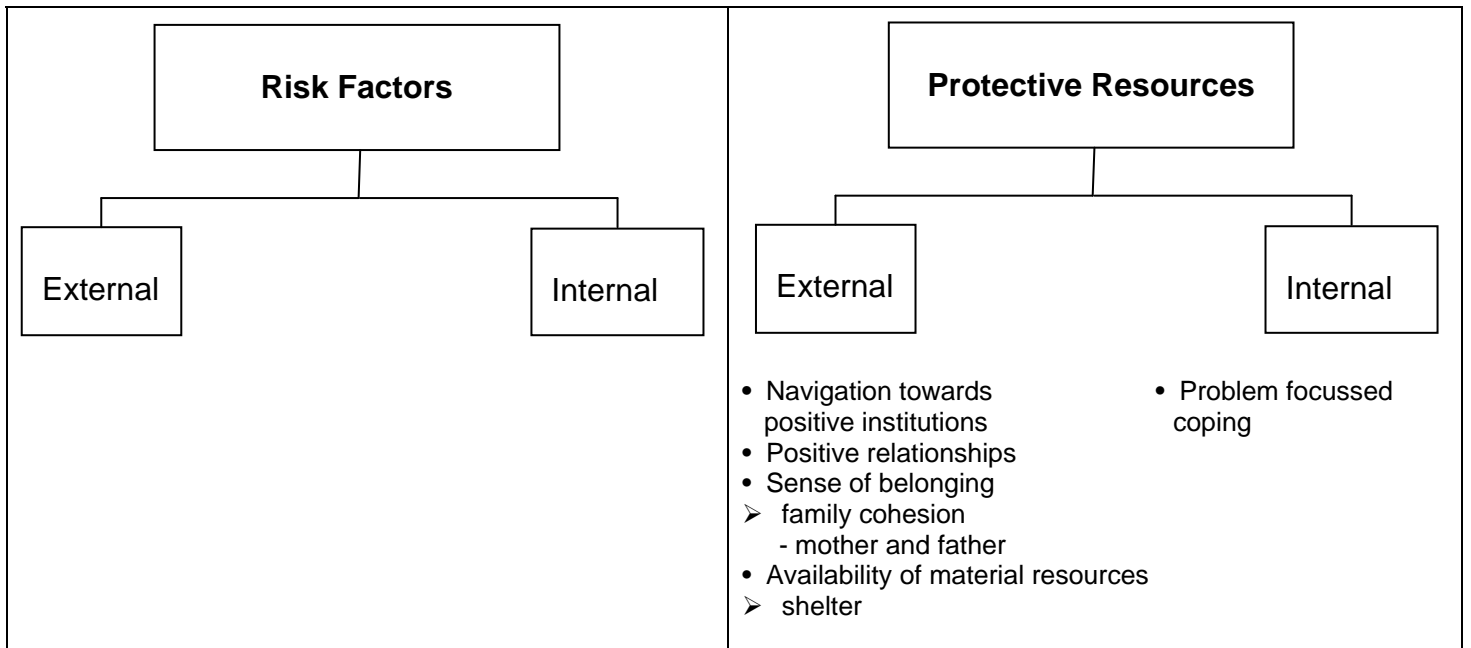 Risk Factors
External
Internal
Protective Resources
External
Internal
• Navigation towards
positive institutions
• Positive relationships
• Sense of belonging
➢ family cohesion
- mother and father
• Availability of material resources
➢ shelter
• Problem focussed
coping